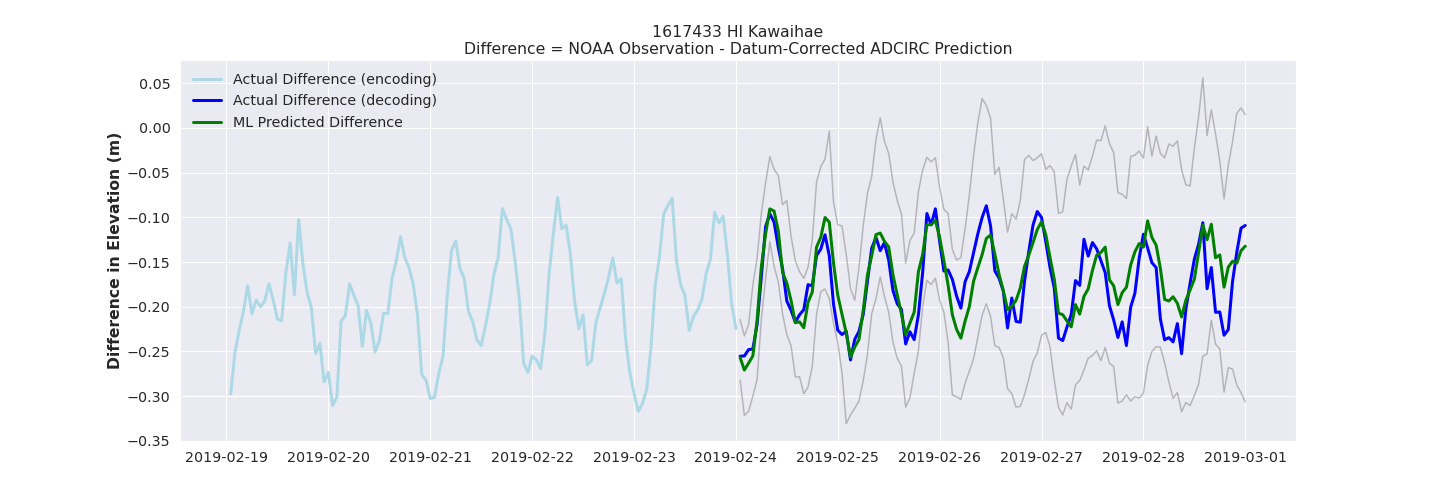 1617433 HI Kawaihae
Difference = NOAA Observation - Datum-Corrected ADCIRC Prediction
Actual Difference (encoding)
Actual Difference (decoding)
ML Predicted Difference
Difference in Elevation (m)
0.05
0.00
−0.05
−0.10
−0.15
−0.20
−0.25
−0.30
−0.35
2019-02-19 2019-02-20 2019-02-21 2019-02-22 2019-02-23 2019-02-24 2019-02-25 2019-02-26 2019-02-27 2019-02-28 2019-03-01